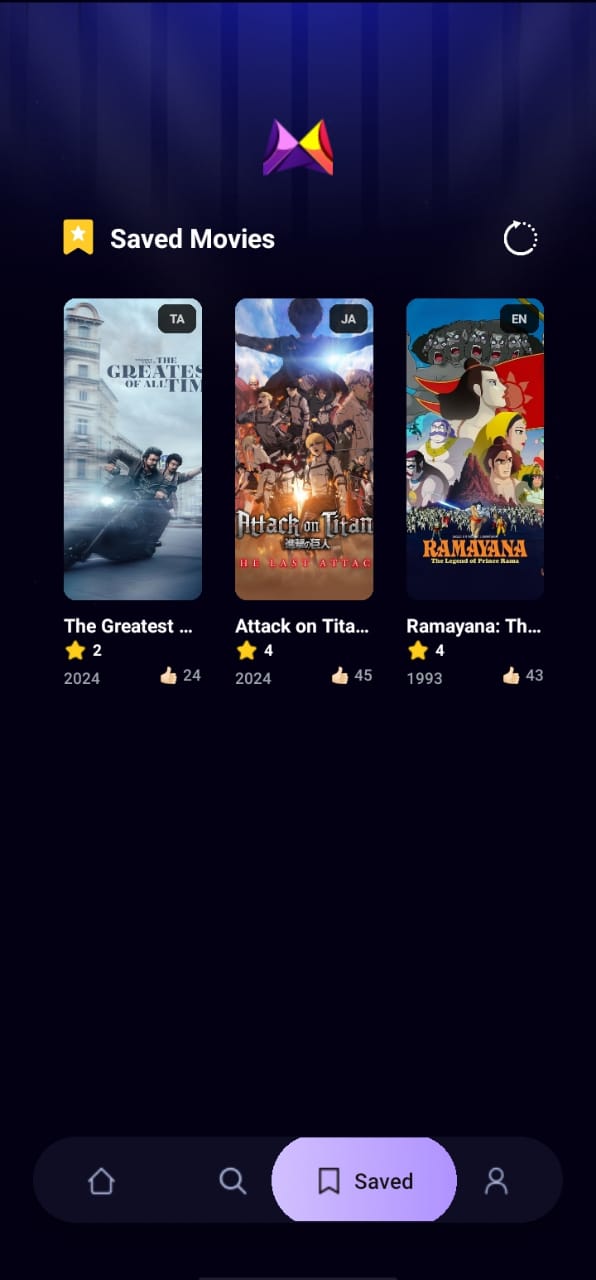 Saved Movies
TA
THE
GREATES
OF ALL TIM
JA
Attack on Titan
進撃の巨人
HE LAST ATTAC
EN
RAMAYANA
The Legend of Prince Rama
The Greatest ...
Attack on Tita...
Ramayana: Th...
2
4
4
2024
24
2024
45
1993
43
Saved